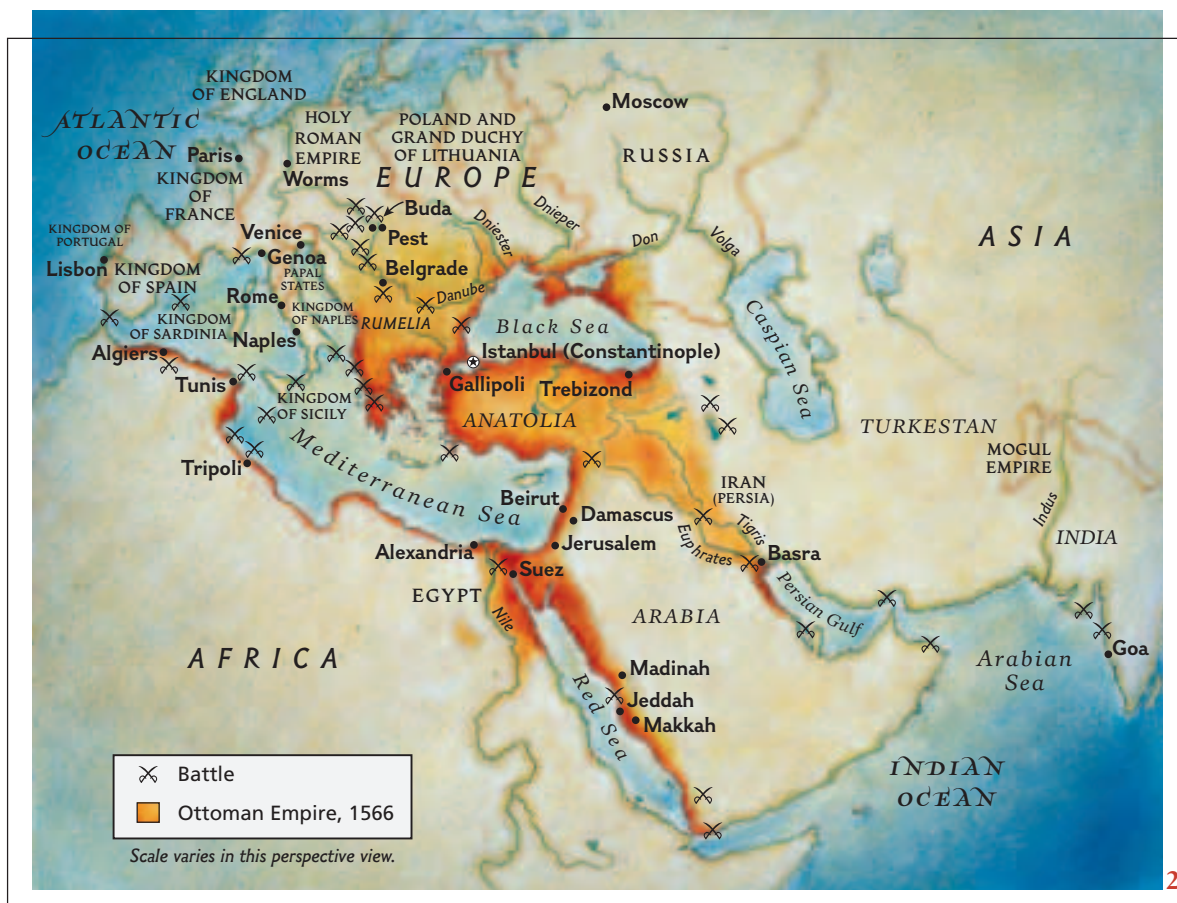 KINGDOM
OF ENGLAND
ATLANTIC
OCEAN
HOLY
ROMAN
EMPIRE
POLAND AND
GRAND DUCHY
OF LITHUANIA
Moscow
RUSSIA
Paris
Worms
EUROPE
KINGDOM
OF
FRANCE
Buda
Pest
Dniester
Dnieper
Don
Volga
ASIA
KINGDOM OF
PORTUGAL
Lisbon
KINGDOM
OF SPAIN
Venice
Genoa
PAPAL
STATES
Belgrade
Danube
Rome
KINGDOM
OF NAPLES
RUMELIA
KINGDOM
OF SARDINIA
Naples
Black Sea
Caspian Sea
Algiers
Istanbul (Constantinople)
Tunis
Gallipoli
Trebizond
KINGDOM
OF SICILY
ANATOLIA
TURKESTAN
MOGUL
EMPIRE
Tripoli
Mediterranean Sea
IRAN
(PERSIA)
Beirut
Damascus
Tigris
Euphrates
Basra
Indus
INDIA
Alexandria
Jerusalem
Suez
EGYPT
Nile
ARABIA
Persian Gulf
AFRICA
Madinah
Arabian
Sea
Goa
Red Sea
Jeddah
Makkah
INDIAN
OCEAN
Battle
Ottoman Empire, 1566
Scale varies in this perspective view.
2